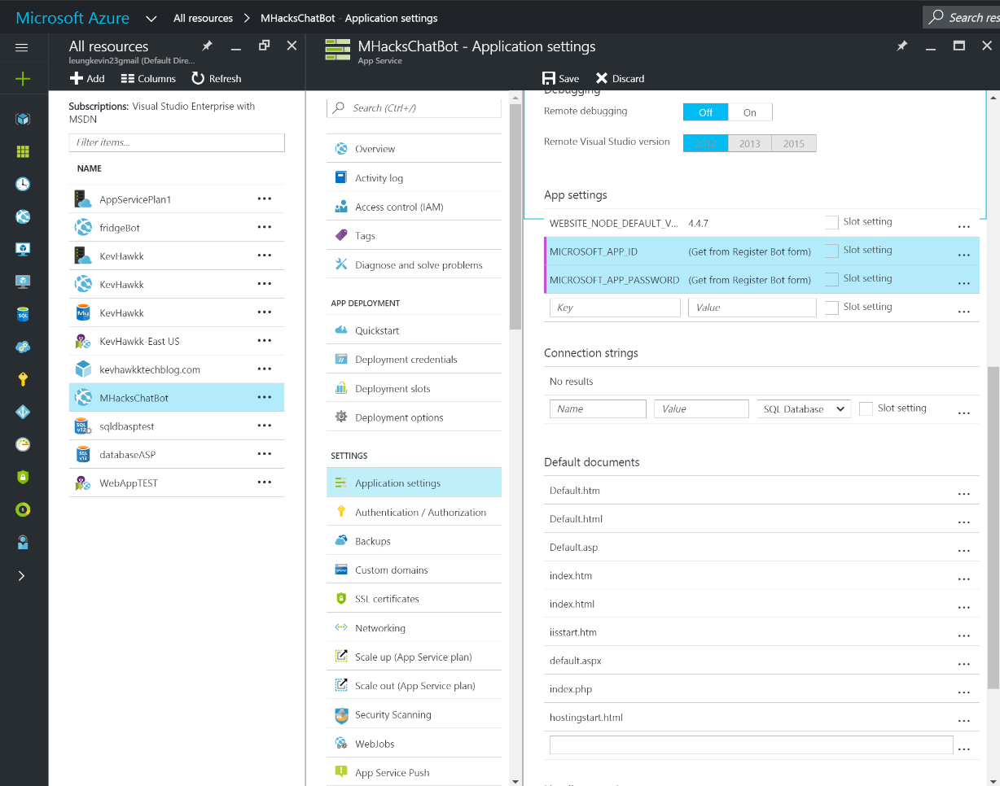 Microsoft Azure
All resources
MHacksChatBot - Application settings
Search res
All resources
leungkevin23gmail (Default Dire...
Add
Columns
Refresh
Subscriptions: Visual Studio Enterprise with
MSDN
Filter items...
NAME
AppServicePlan1
fridgeBot
KevHawkk
KevHawkk
KevHawkk
KevHawkk-East US
kevhawkktechblog.com
MHacksChatBot
sqldbasptest
databaseASP
WebAppTEST
MHacksChatBot - Application settings
App Service
Save
Discard
Search (Ctrl+/)
Overview
Activity log
Access control (IAM)
Tags
Diagnose and solve problems
APP DEPLOYMENT
Quickstart
Deployment credentials
Deployment slots
Deployment options
SETTINGS
Application settings
Authentication / Authorization
Backups
Custom domains
SSL certificates
Networking
Scale up (App Service plan)
Scale out (App Service plan)
Security Scanning
WebJobs
App Service Push
Debugging
Remote debugging Off On
Remote Visual Studio version 2012 2013 2015
App settings
WEBSITE_NODE_DEFAULT_V... 4.4.7 Slot setting ...
MICROSOFT_APP_ID (Get from Register Bot form) Slot setting ...
MICROSOFT_APP_PASSWORD (Get from Register Bot form) Slot setting ...
Key Value Slot setting ...
Connection strings
No results
Name Value SQL Database Slot setting ...
Default documents
Default.htm ...
Default.html ...
Default.asp ...
index.htm ...
index.html ...
iisstart.htm ...
default.aspx ...
index.php ...
hostingstart.html ...